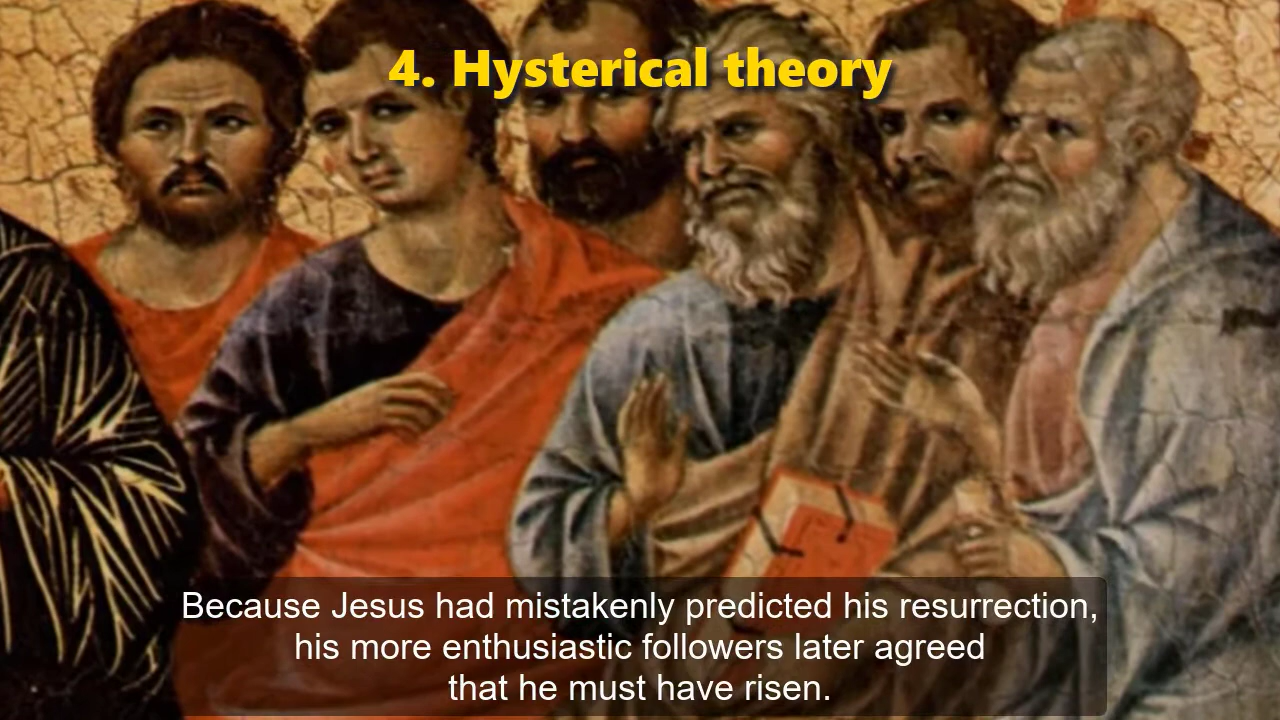 4. Hysterical theory
Because Jesus had mistakenly predicted his resurrection,
his more enthusiastic followers later agreed
that he must have risen.